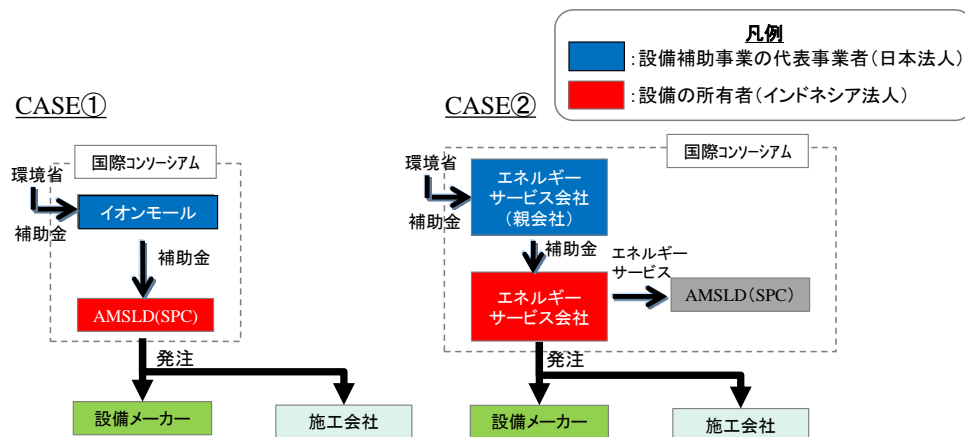 凡例
:設備補助事業の代表事業者(日本法人)
:設備の所有者(インドネシア法人)
CASE①
国際コンソーシアム
環境省
補助金
イオンモール
補助金
AMSLD(SPC)
発注
設備メーカー
施工会社
CASE②
国際コンソーシアム
環境省
補助金
エネルギー
サービス会社
(親会社)
補助金
エネルギー
サービス
エネルギー
サービス会社
AMSLD(SPC)
発注
設備メーカー
施工会社